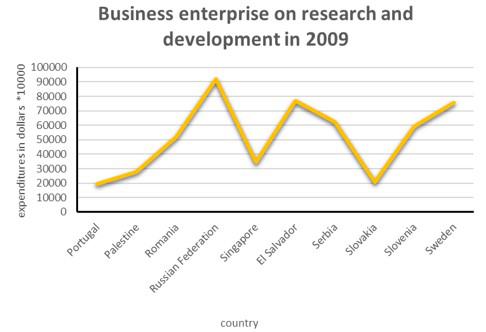 Business enterprise on research and
development in 2009
expenditures in dollars *10000
100000
90000
80000
70000
60000
50000
40000
30000
20000
10000
0
Portugal
Palestine
Romania
Russian Federation
Singapore
El Salvador
Serbia
Slovakia
Slovenia
Sweden
country